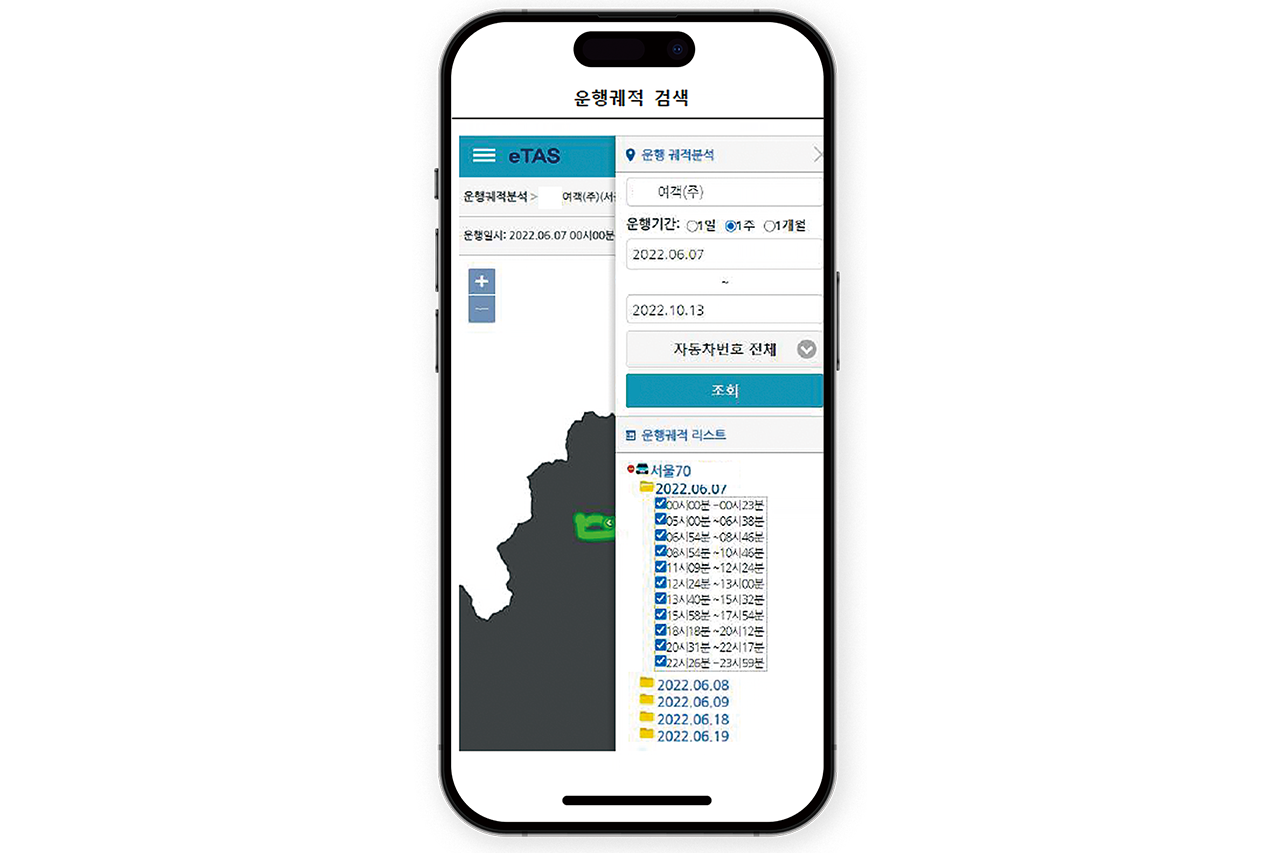 운행궤적 검색
eTAS
운행궤적분석 > 여객(주)(서
운행일시: 2022.06.07 00시00분
운행 궤적분석
여객(주)
운행기간: 1일 1주 1개월
2022.06.07
~
2022.10.13
자동차번호 전체
조회
운행궤적 리스트
서울70
2022.06.07
00시00분 ~00시23분
05시00분 ~06시38분
06시54분 ~08시46분
08시54분 ~10시46분
11시09분 ~12시24분
12시24분 ~13시00분
13시40분 ~15시32분
15시58분 ~17시54분
18시18분 ~20시12분
20시31분 ~22시17분
22시26분 ~23시59분
2022.06.08
2022.06.09
2022.06.18
2022.06.19